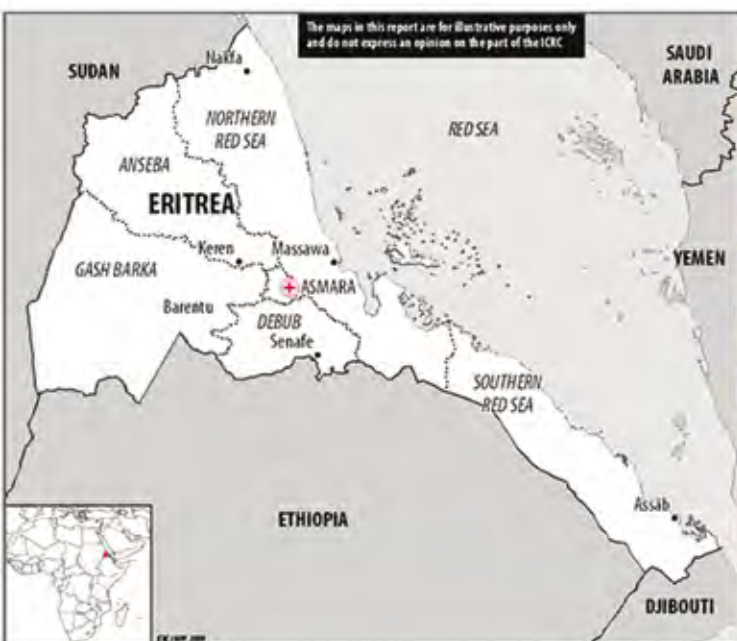 The maps in this report are for illustrative purposes only
and do not express an opinion on the part of the ICRC
SUDAN
Nakfa
SAUDI
ARABIA
NORTHERN
RED SEA
RED SEA
ANSEBA
ERITREA
Keren
Massawa
YEMEN
GASH BARKA
ASMARA
Barentu
DEBUB
Senafe
SOUTHERN
RED SEA
Assab
ETHIOPIA
DJIBOUTI